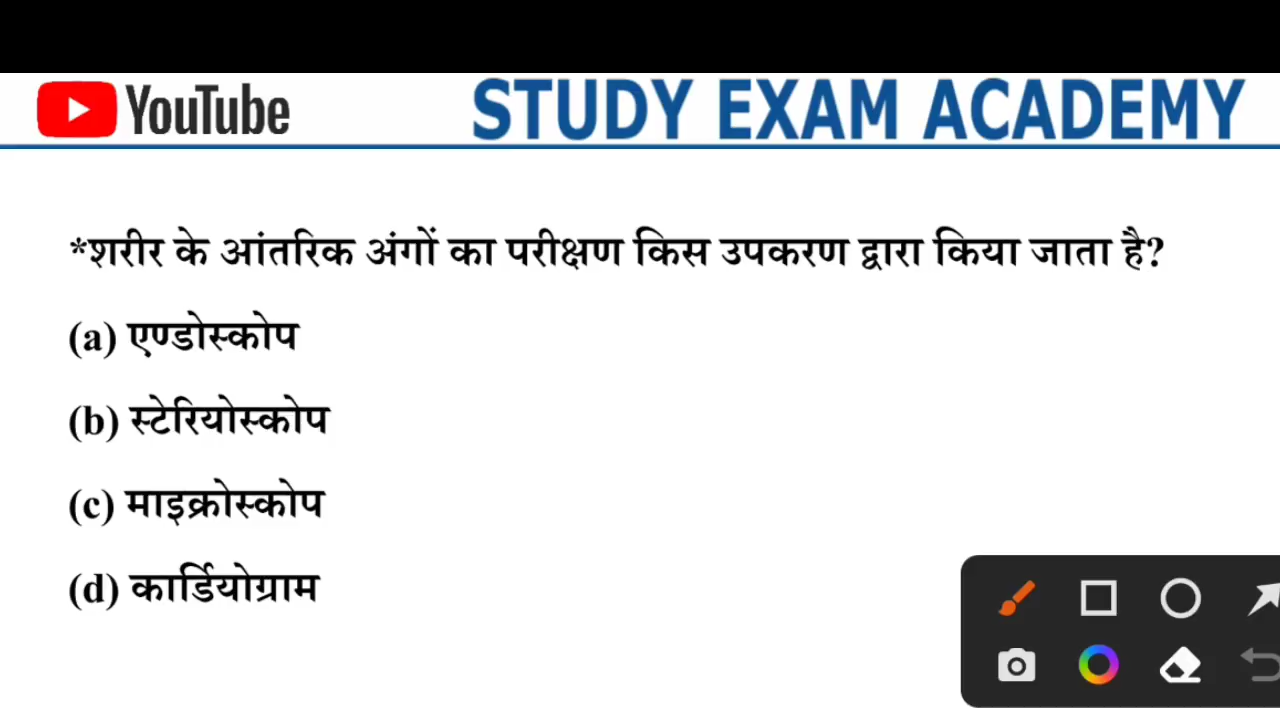 YouTube STUDY EXAM ACADEMY
*शरीर के आंतरिक अंगों का परीक्षण किस उपकरण द्वारा किया जाता है?
(a) एण्डोस्कोप
(b) स्टेरियोस्कोप
(c) माइक्रोस्कोप
(d) कार्डियोग्राम